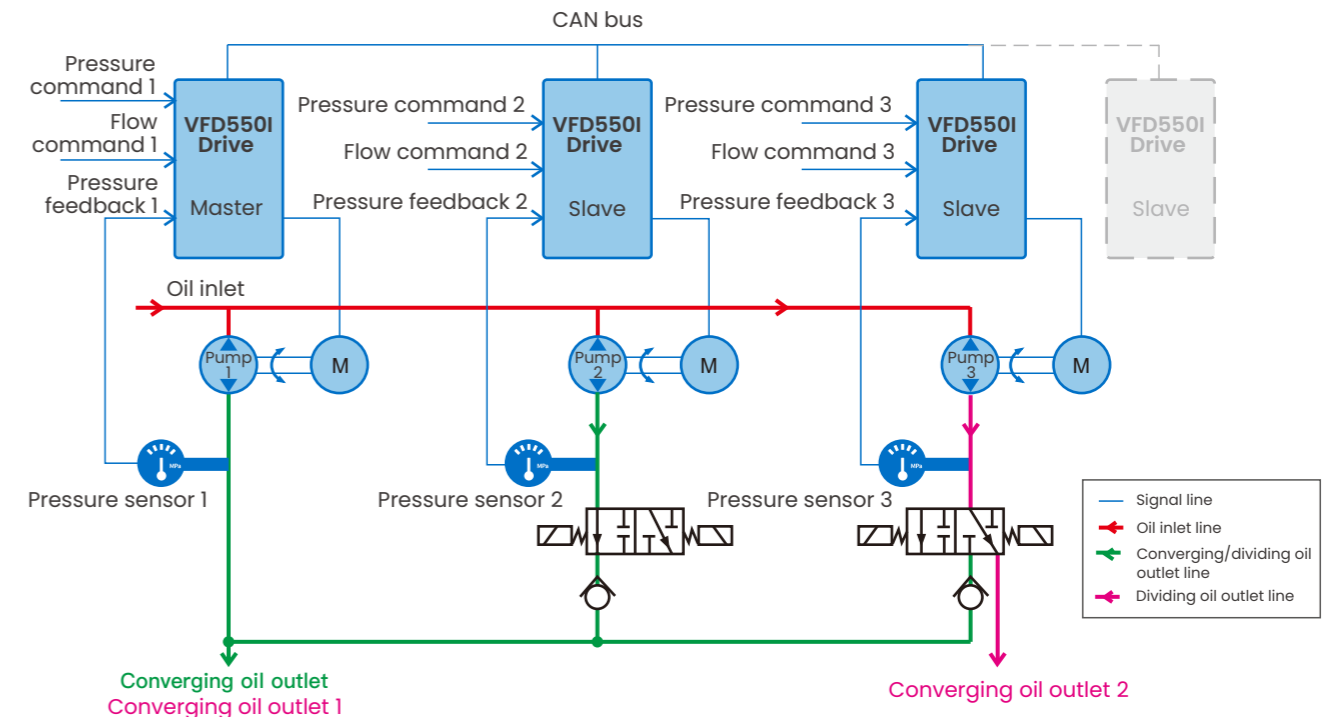 CAN bus
Pressure
command 1
Flow
command 1
Pressure
feedback 1
VFD550I
Drive
Master
Pressure command 2
Flow command 2
Pressure feedback 2
VFD550I
Drive
Slave
Pressure command 3
Flow command 3
Pressure feedback 3
VFD550I
Drive
Slave
VFD550I
Drive
Slave
Oil inlet
Pump
1
M
Pump
2
M
Pump
3
M
MPa
Pressure sensor 1
MPa
Pressure sensor 2
MPa
Pressure sensor 3
Signal line
Oil inlet line
Converging/dividing oil
outlet line
Dividing oil outlet line
Converging oil outlet
Converging oil outlet 1
Converging oil outlet 2